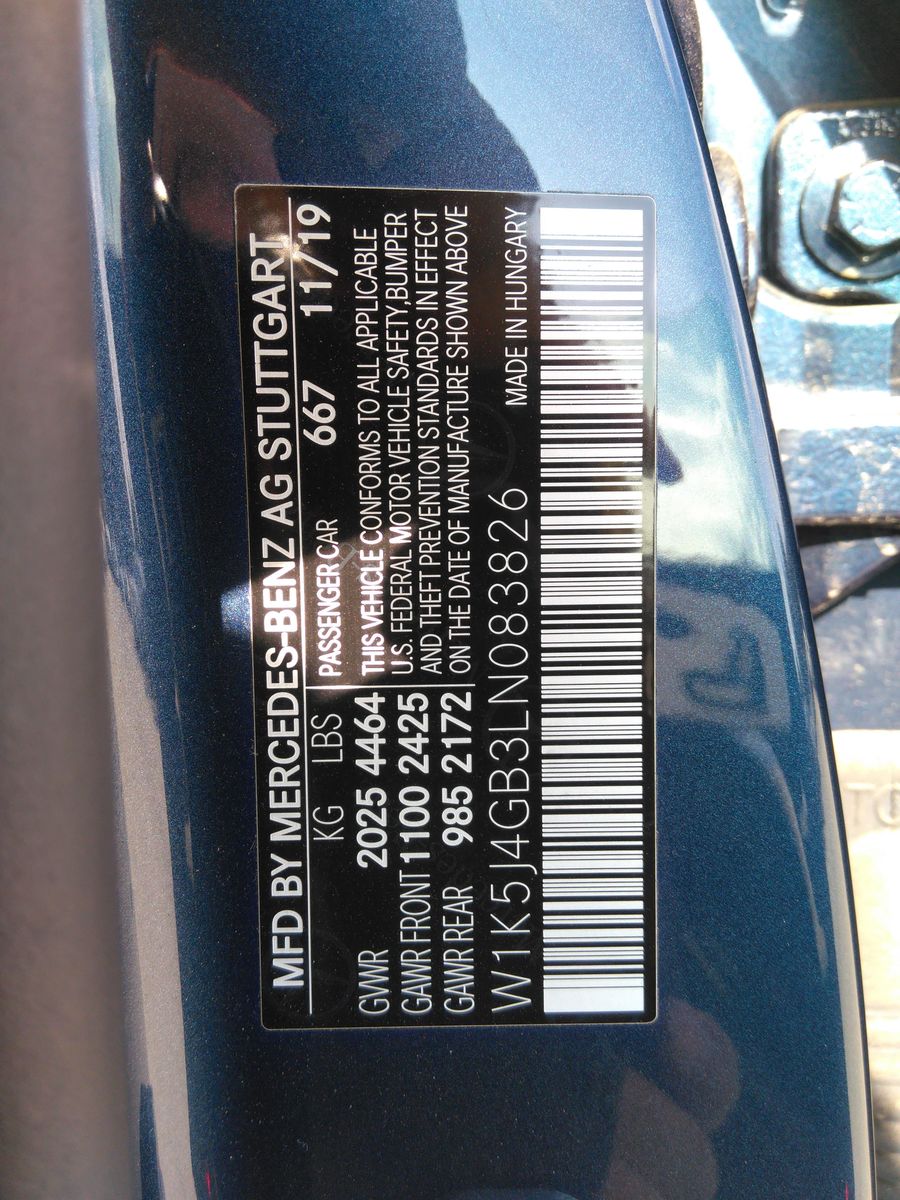 MFD BY MERCEDES-BENZ AG STUTTGART
KG LBS PASSENGER CAR 667 11/19
GVWR 2025 4464 THIS VEHICLE CONFORMS TO ALL APPLICABLE
GAWR FRONT 1100 2425 U.S. FEDERAL MOTOR VEHICLE SAFETY,BUMPER
GAWR REAR 985 2172 AND THEFT PREVENTION STANDARDS IN EFFECT
ON THE DATE OF MANUFACTURE SHOWN ABOVE
W1K5J4GB3LN083826 MADE IN HUNGARY